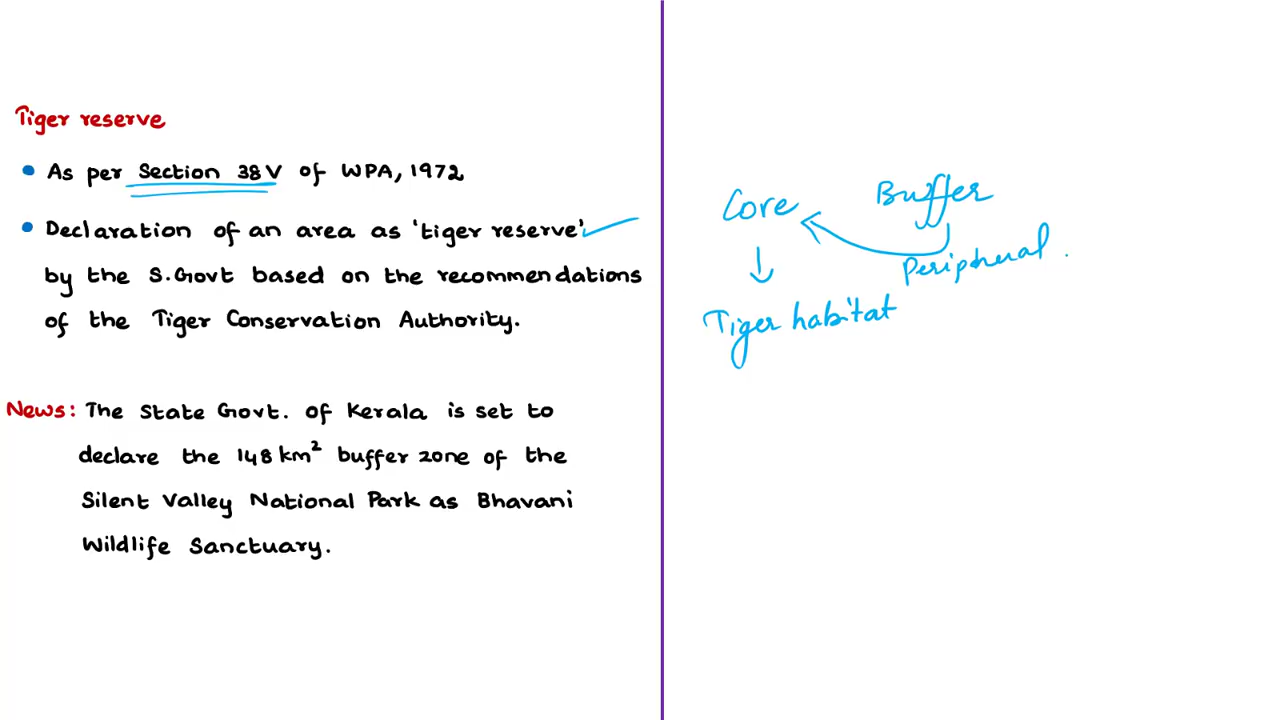 Tiger reserve
As per Section 38V of WPA, 1972
Declaration of an area as 'tiger reserve'
by the S.Govt based on the recommendations
of the Tiger Conservation Authority.
News: The State Govt. of Kerala is set to
declare the 148 km² buffer zone of the
Silent Valley National Park as Bhavani
Wildlife Sanctuary.
Core Buffer
Peripheral.
Tiger habitat